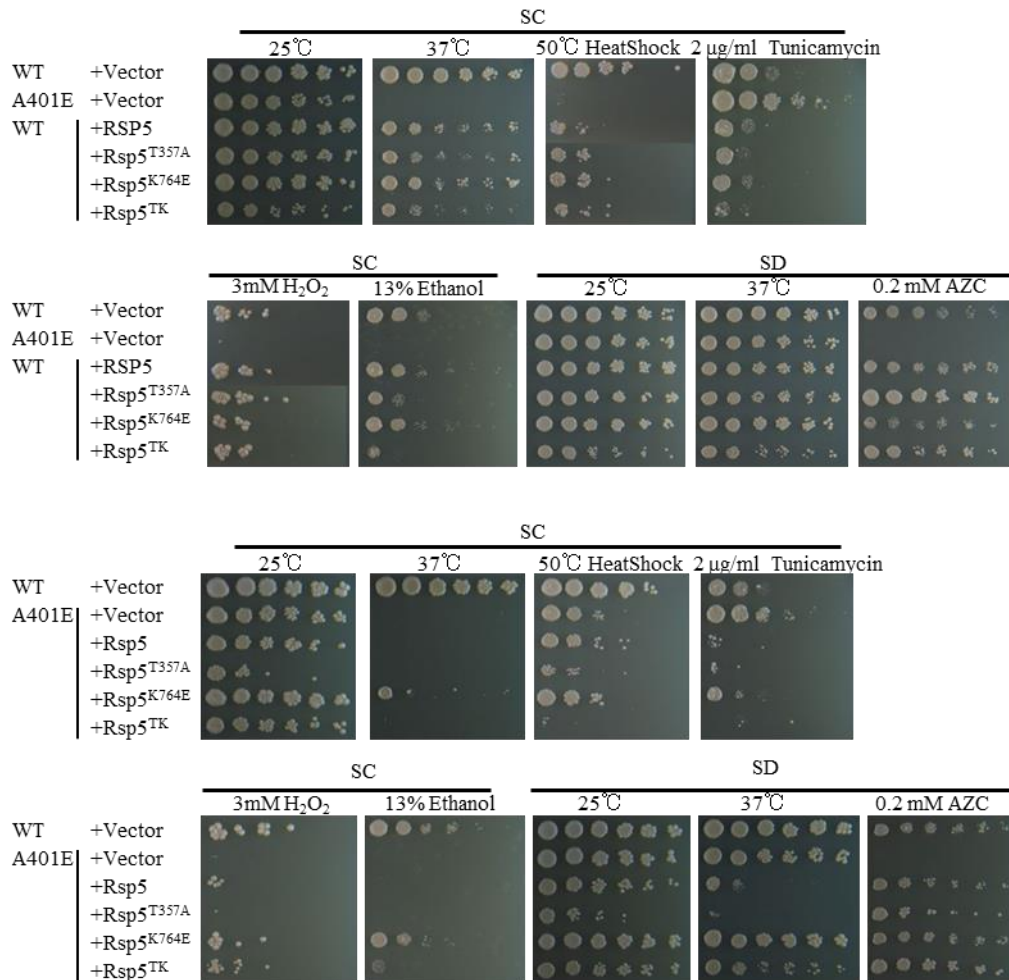 SC
25℃ 37℃ 50℃ HeatShock 2 μg/ml Tunicamycin
WT +Vector
A401E +Vector
WT +RSP5
+Rsp5T357A
+Rsp5K764E
+Rsp5TK
SC SD
3mM H2O2 13% Ethanol 25℃ 37℃ 0.2 mM AZC
WT +Vector
A401E +Vector
WT +RSP5
+Rsp5T357A
+Rsp5K764E
+Rsp5TK
SC
25℃ 37℃ 50℃ HeatShock 2 μg/ml Tunicamycin
WT +Vector
A401E +Vector
+Rsp5
+Rsp5T357A
+Rsp5K764E
+Rsp5TK
SC SD
3mM H2O2 13% Ethanol 25℃ 37℃ 0.2 mM AZC
WT +Vector
A401E +Vector
+Rsp5
+Rsp5T357A
+Rsp5K764E
+Rsp5TK